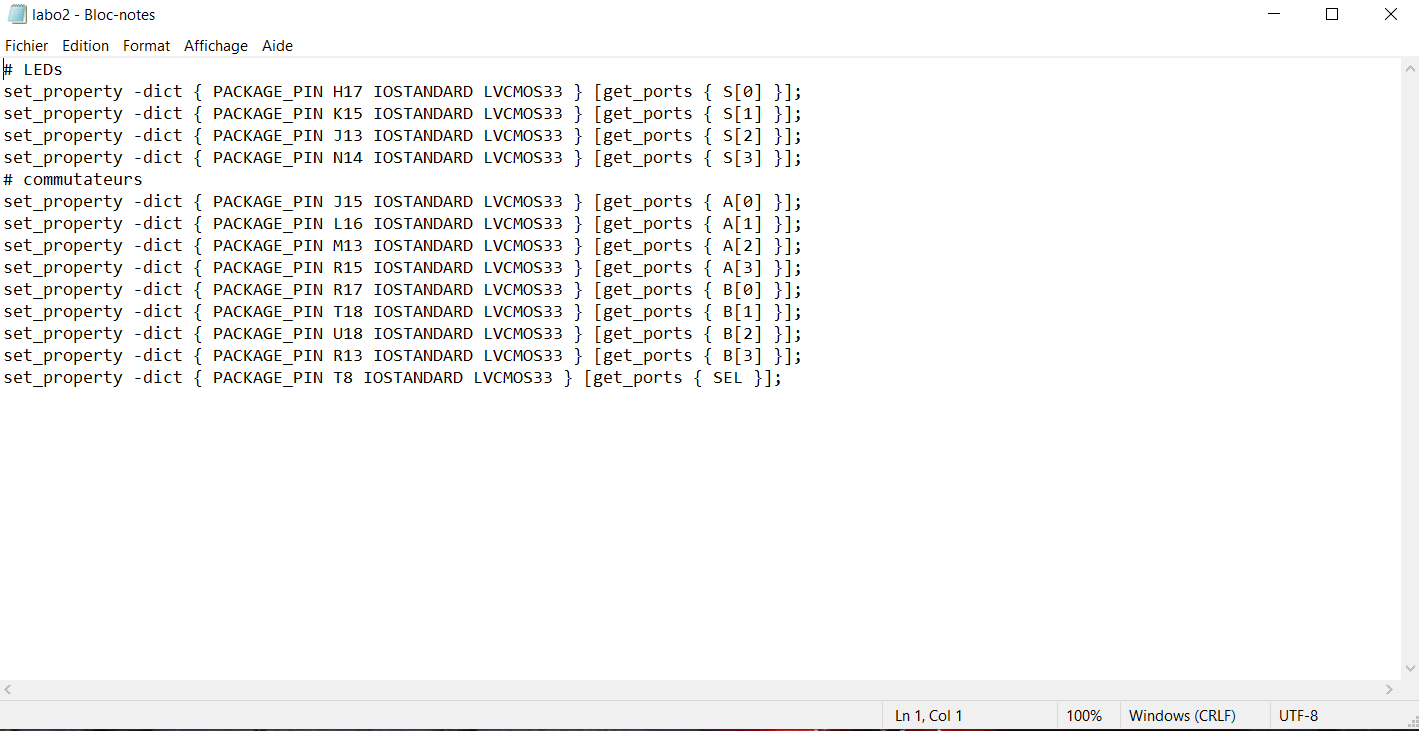 labo2 - Bloc-notes
Fichier Edition Format Affichage Aide
# LEDs
set_property -dict { PACKAGE_PIN H17 IOSTANDARD LVCMOS33 } [get_ports { S[0] }];
set_property -dict { PACKAGE_PIN K15 IOSTANDARD LVCMOS33 } [get_ports { S[1] }];
set_property -dict { PACKAGE_PIN J13 IOSTANDARD LVCMOS33 } [get_ports { S[2] }];
set_property -dict { PACKAGE_PIN N14 IOSTANDARD LVCMOS33 } [get_ports { S[3] }];
# commutateurs
set_property -dict { PACKAGE_PIN J15 IOSTANDARD LVCMOS33 } [get_ports { A[0] }];
set_property -dict { PACKAGE_PIN L16 IOSTANDARD LVCMOS33 } [get_ports { A[1] }];
set_property -dict { PACKAGE_PIN M13 IOSTANDARD LVCMOS33 } [get_ports { A[2] }];
set_property -dict { PACKAGE_PIN R15 IOSTANDARD LVCMOS33 } [get_ports { A[3] }];
set_property -dict { PACKAGE_PIN R17 IOSTANDARD LVCMOS33 } [get_ports { B[0] }];
set_property -dict { PACKAGE_PIN T18 IOSTANDARD LVCMOS33 } [get_ports { B[1] }];
set_property -dict { PACKAGE_PIN U18 IOSTANDARD LVCMOS33 } [get_ports { B[2] }];
set_property -dict { PACKAGE_PIN R13 IOSTANDARD LVCMOS33 } [get_ports { B[3] }];
set_property -dict { PACKAGE_PIN T8 IOSTANDARD LVCMOS33 } [get_ports { SEL }];
Ln 1, Col 1 100% Windows (CRLF) UTF-8